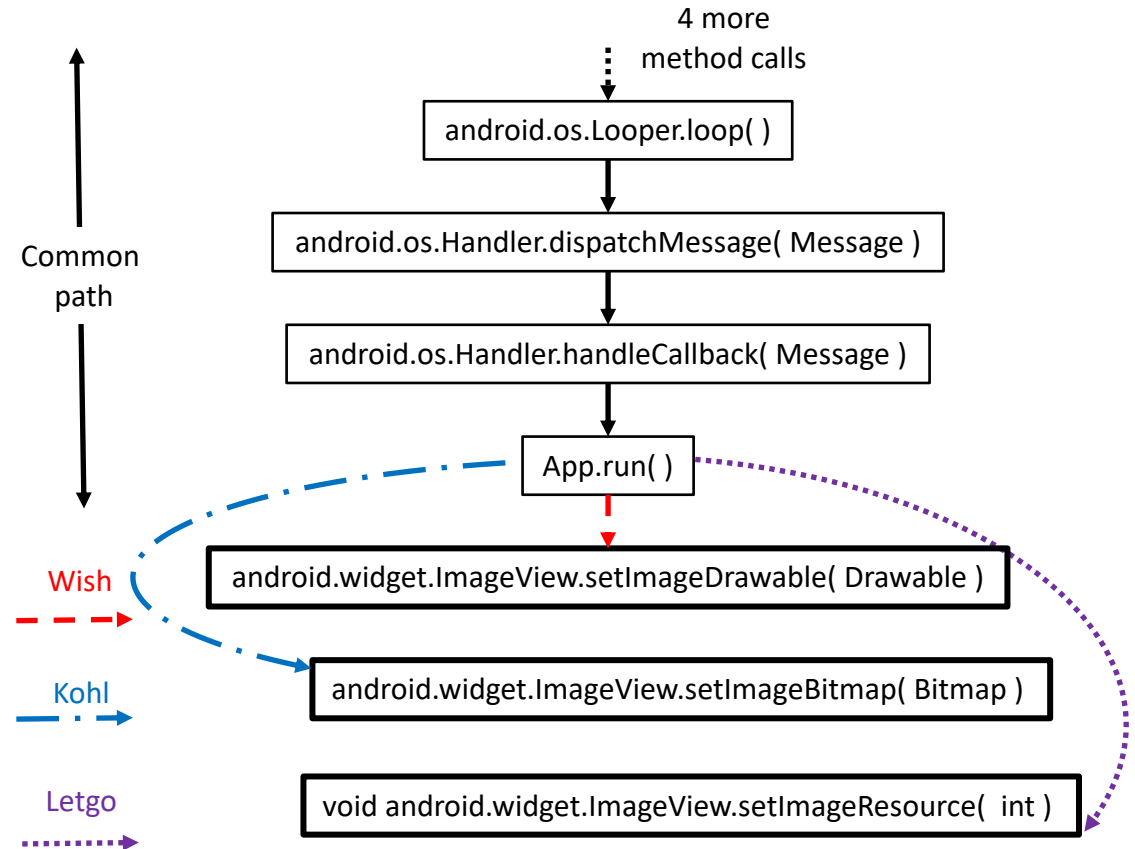 4 more
method calls
android.os.Looper.loop( )
android.os.Handler.dispatchMessage( Message )
Common
path
android.os.Handler.handleCallback( Message )
App.run( )
android.widget.ImageView.setImageDrawable( Drawable )
Wish
android.widget.ImageView.setImageBitmap( Bitmap )
Kohl
void android.widget.ImageView.setImageResource(  int )
Letgo